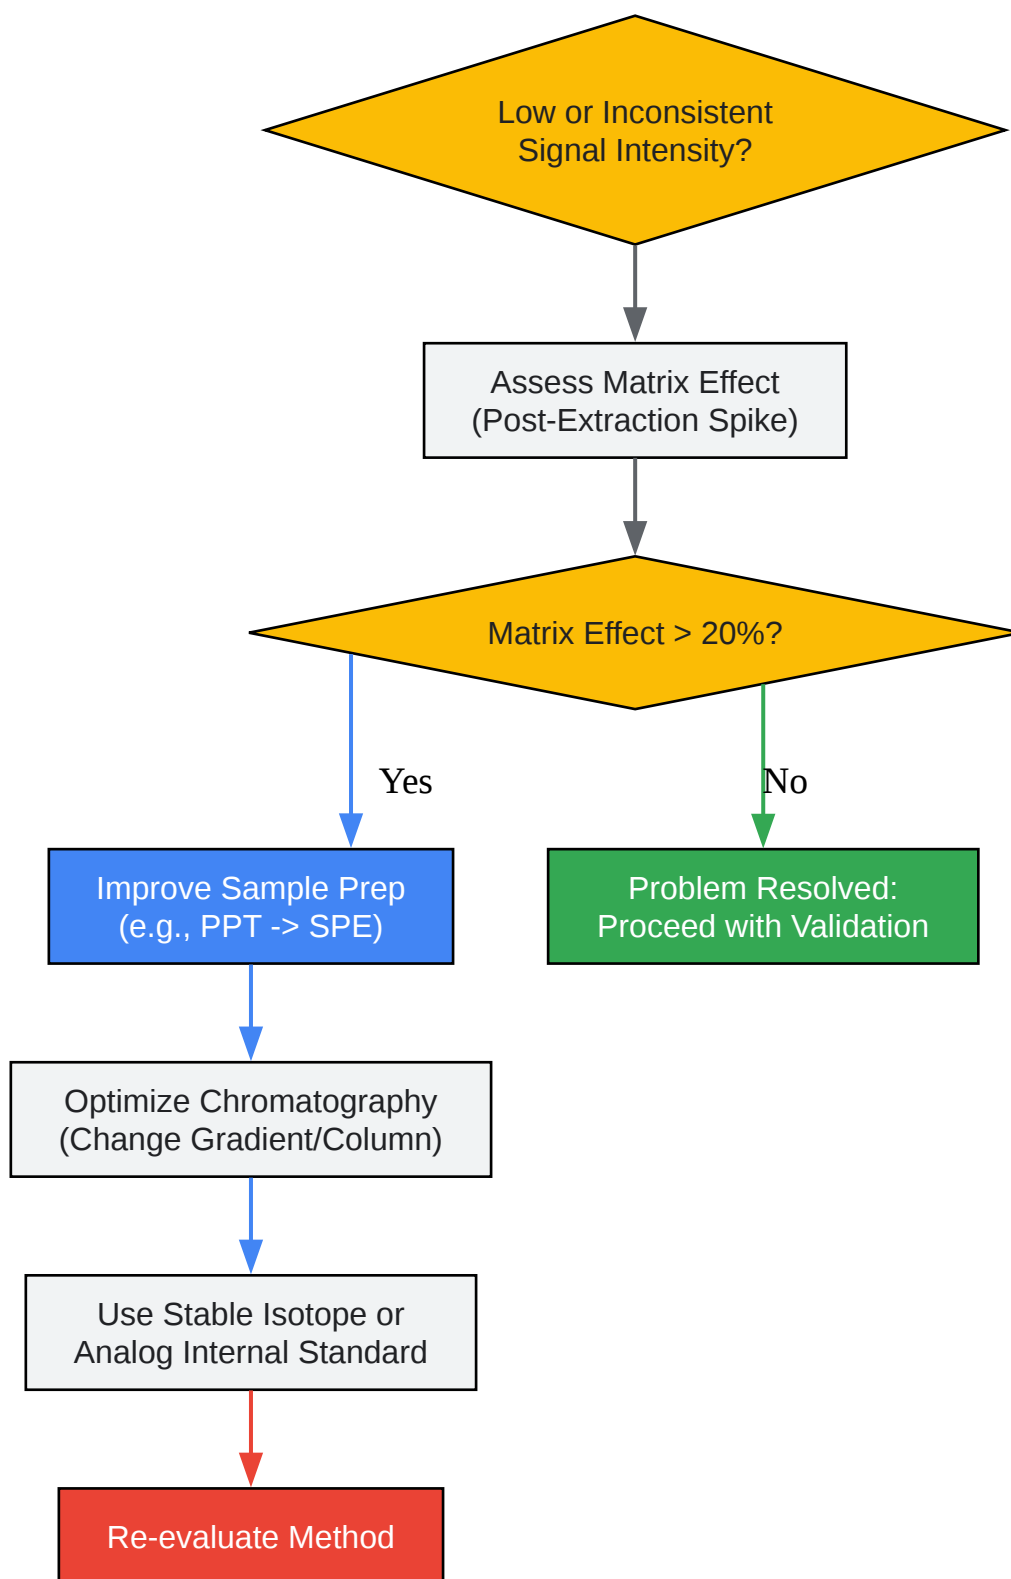 Low or Inconsistent
Signal Intensity?
Assess Matrix Effect
(Post-Extraction Spike)
Matrix Effect > 20%?
Yes
No
Improve Sample Prep
(e.g., PPT -> SPE)
Problem Resolved:
Proceed with Validation
Optimize Chromatography
(Change Gradient/Column)
Use Stable Isotope or
Analog Internal Standard
Re-evaluate Method